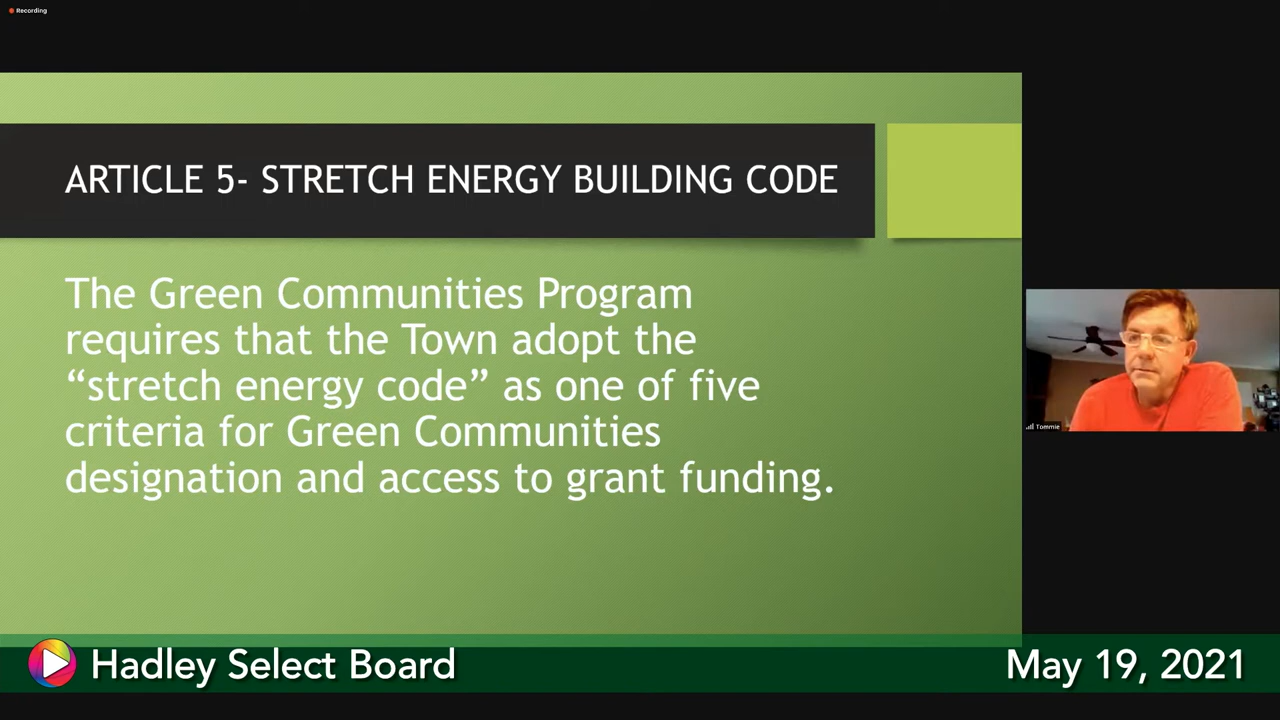 Recording
ARTICLE 5- STRETCH ENERGY BUILDING CODE
The Green Communities Program
requires that the Town adopt the
“stretch energy code” as one of five
criteria for Green Communities
designation and access to grant funding.
Tommie
Hadley Select Board
May 19, 2021